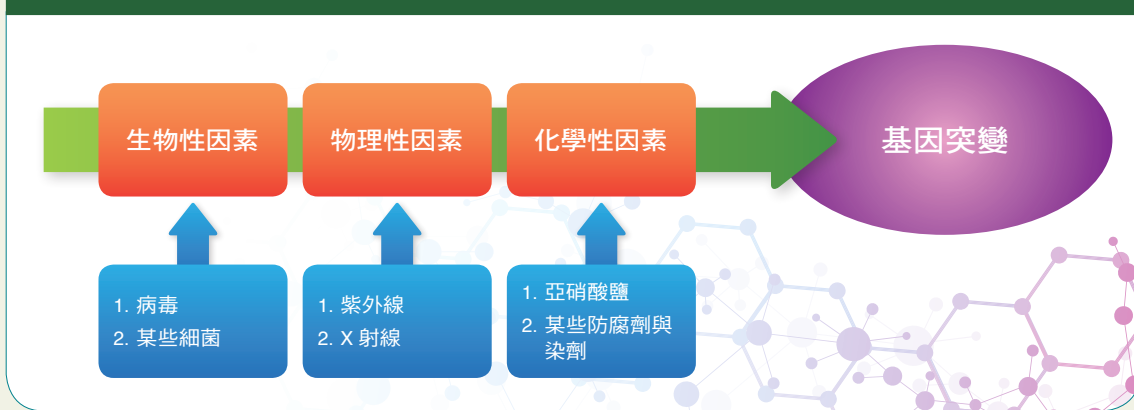 生物性因素
物理性因素
化學性因素
基因突變
1. 病毒
2. 某些細菌
1. 紫外線
2. X 射線
1. 亞硝酸鹽
2. 某些防腐劑與
染劑